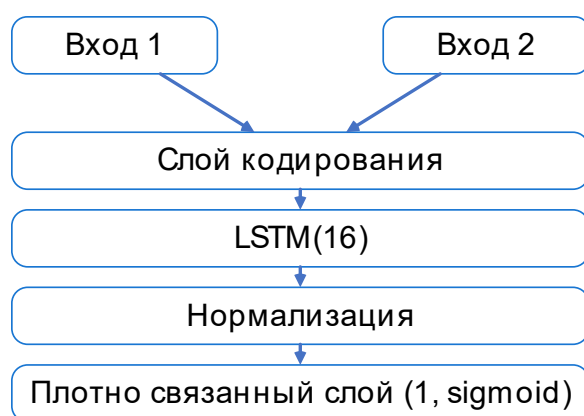 Вход 1
Вход 2
Слой кодирования
LSTM(16)
Нормализация
Плотно связанный слой (1, sigmoid)